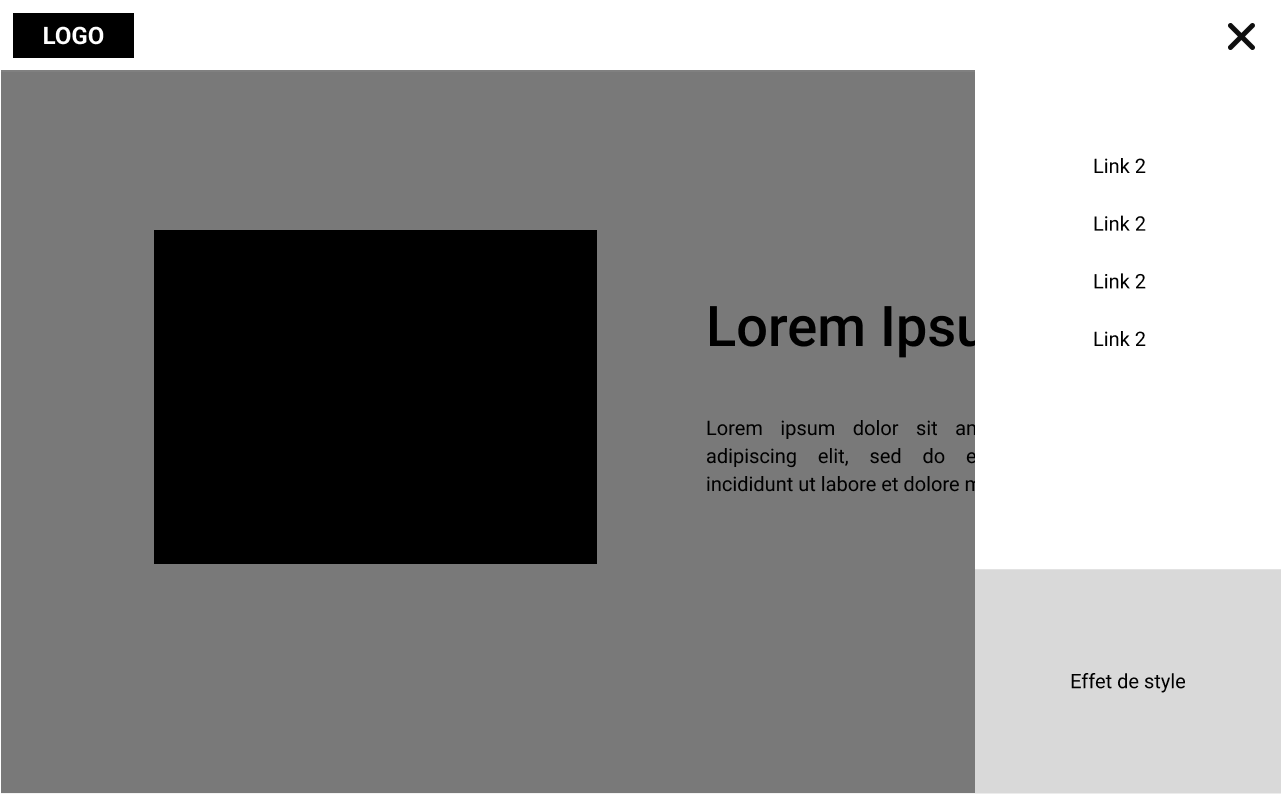 LOGO
Lorem Ipsu
Lorem ipsum dolor sit am
adipiscing elit, sed do e
incididunt ut labore et dolore m
Link 2
Link 2
Link 2
Link 2
Effet de style